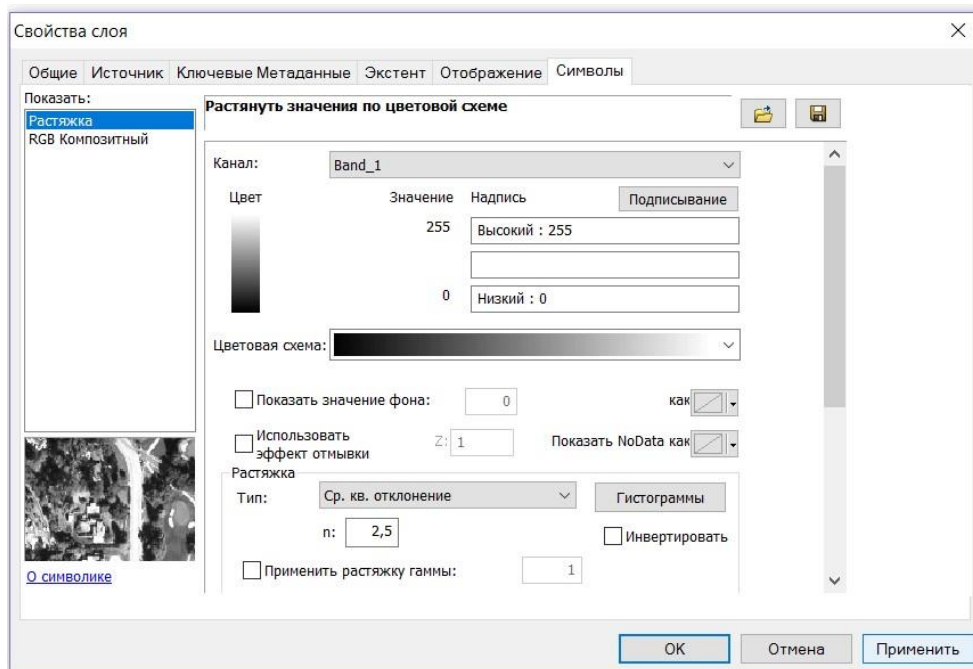 Свойства слоя
Общие Источник Ключевые Метаданные Экстент Отображение Символы
Показать:
Растяжка
RGB Композитный
Растянуть значения по цветовой схеме
Канал: Band_1
Цвет Значение Надпись Подписывание
255 Высокий : 255
0 Низкий : 0
Цветовая схема:
Показать значение фона: 0 как
Использовать эффект отмывки Z: 1 Показать NoData как
Растяжка
Тип: Ср. кв. отклонение Гистограммы
n: 2,5 Инвертировать
Применить растяжку гаммы: 1
О символике
OK Отмена Применить